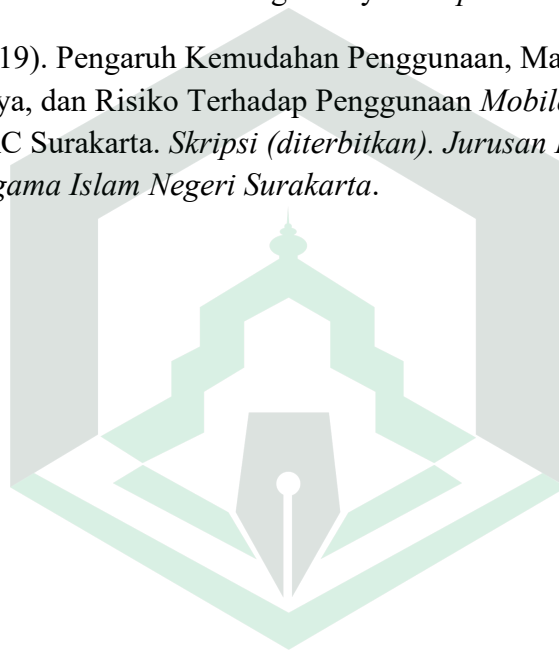 19). Pengaruh Kemudahan Penggunaan, Ma
ya, dan Risiko Terhadap Penggunaan Mobile
C Surakarta. Skripsi (diterbitkan). Jurusan
gama Islam Negeri Surakarta.